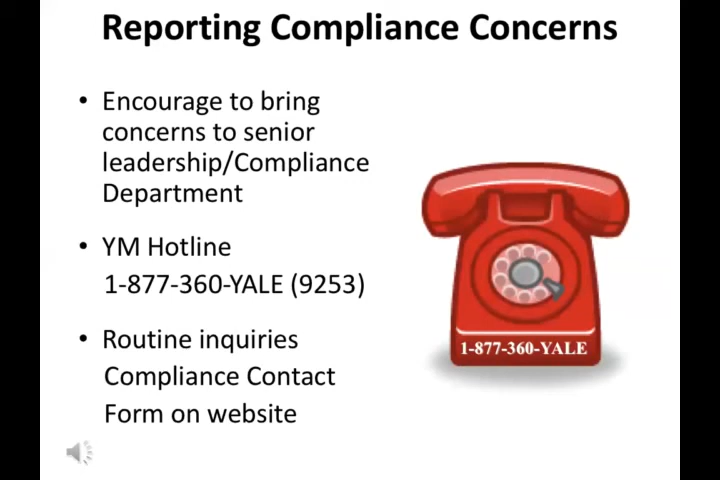 Reporting Compliance Concerns
• Encourage to bring
concerns to senior
leadership/Compliance
Department
• YM Hotline
1-877-360-YALE (9253)
• Routine inquiries
Compliance Contact
Form on website
1-877-360-YALE